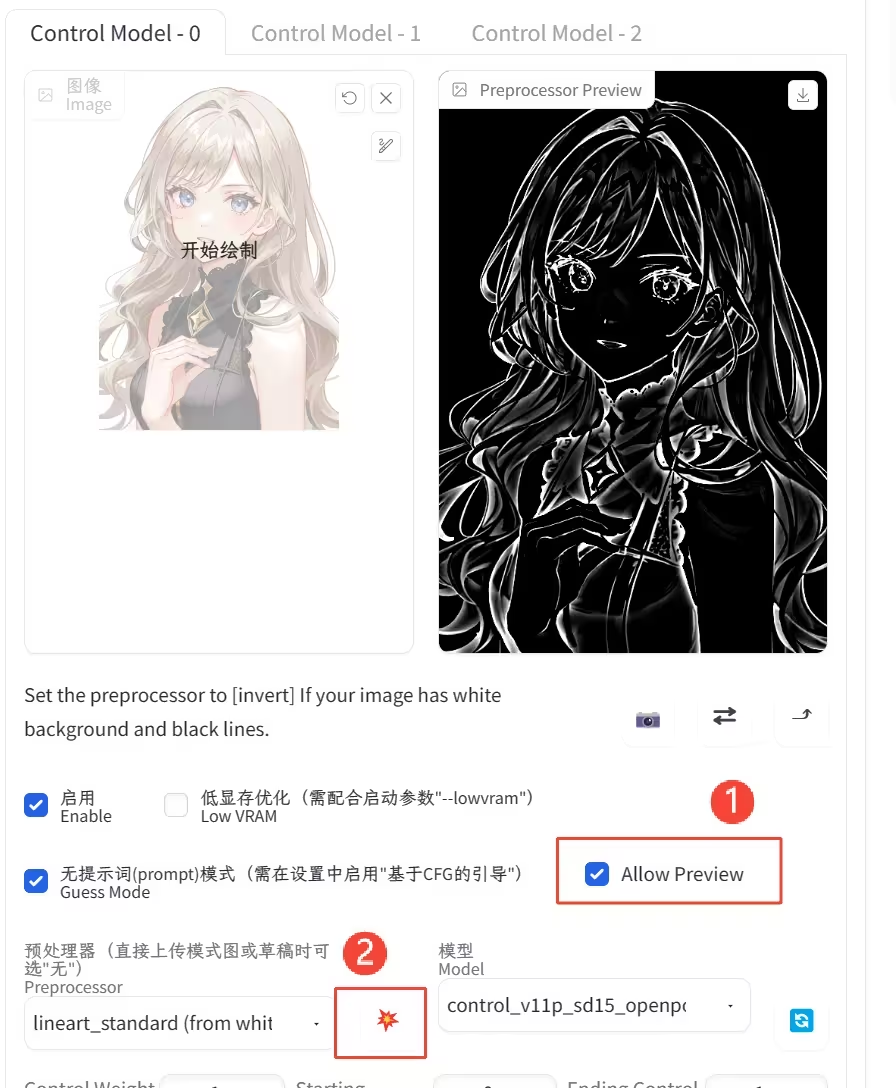 Control Model - 0
Control Model - 1
Control Model - 2
图像
Image
Preprocessor Preview
开始绘制
Set the preprocessor to [invert] If your image has white
background and black lines.
启用
Enable
低显存优化（需配合启动参数"--lowvram"）
Low VRAM
1
无提示词(prompt)模式（需在设置中启用"基于CFG的引导"）
Guess Mode
Allow Preview
预处理器（直接上传模式图或草稿时可
选"无"）
Preprocessor
2
模型
Model
lineart_standard (from whit
control_v11p_sd15_openpo
Control Weight
Starting
Ending Control